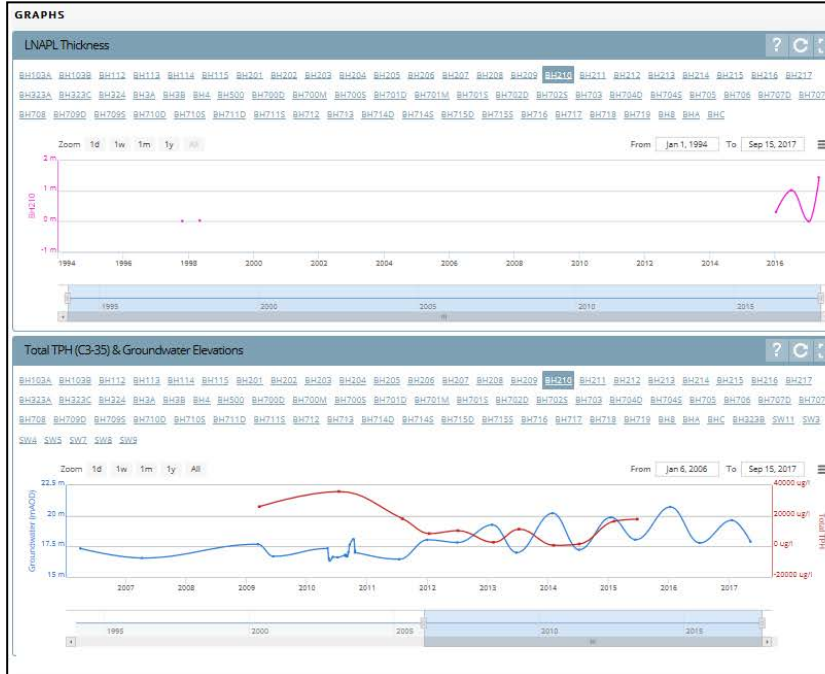 GRAPHS
LNAPL Thickness
BH103A BH103B BH112 BH113 BH114 BH115 BH201 BH202 BH203 BH204 BH205 BH206 BH207 BH208 BH209 BH210 BH211 BH212 BH213 BH214 BH215 BH216 BH217
BH323A BH323C BH324 BH3A BH3B BH4 BH500 BH700D BH700M BH700S BH701D BH701M BH701S BH702D BH702S BH703 BH704D BH704S BH705 BH706 BH707D BH707
BH708 BH709D BH709S BH710D BH710S BH711D BH711S BH712 BH713 BH714D BH714S BH715D BH715S BH716 BH717 BH718 BH719 BH8 BHA BHC
Zoom 1d 1w 1m 1y All From Jan 1, 1994 To Sep 15, 2017
2 m
1 m
0 m
-1 m
BH210
1994 1996 1998 2000 2002 2004 2006 2008 2010 2012 2014 2016
1995 2000 2005 2010 2015
Total TPH (C3-35) & Groundwater Elevations
BH103A BH103B BH112 BH113 BH114 BH115 BH201 BH202 BH203 BH204 BH205 BH206 BH207 BH208 BH209 BH210 BH211 BH212 BH213 BH214 BH215 BH216 BH217
BH323A BH323C BH324 BH3A BH3B BH4 BH500 BH700D BH700M BH700S BH701D BH701M BH701S BH702D BH702S BH703 BH704D BH704S BH705 BH706 BH707D BH707
BH708 BH709D BH709S BH710D BH710S BH711D BH711S BH712 BH713 BH714D BH714S BH715D BH715S BH716 BH717 BH718 BH719 BH8 BHA BHC BH323B SW11 SW3
SW4 SW5 SW7 SW8 SW9
Zoom 1d 1w 1m 1y All From Jan 6, 2006 To Sep 15, 2017
22.5 m 40000 ug/l
20 m 20000 ug/l
17.5 m 0 ug/l
15 m -20000 ug/l
Groundwater (mAOD)
Total TPH
2007 2008 2009 2010 2011 2012 2013 2014 2015 2016 2017
1995 2000 2005 2010 2015